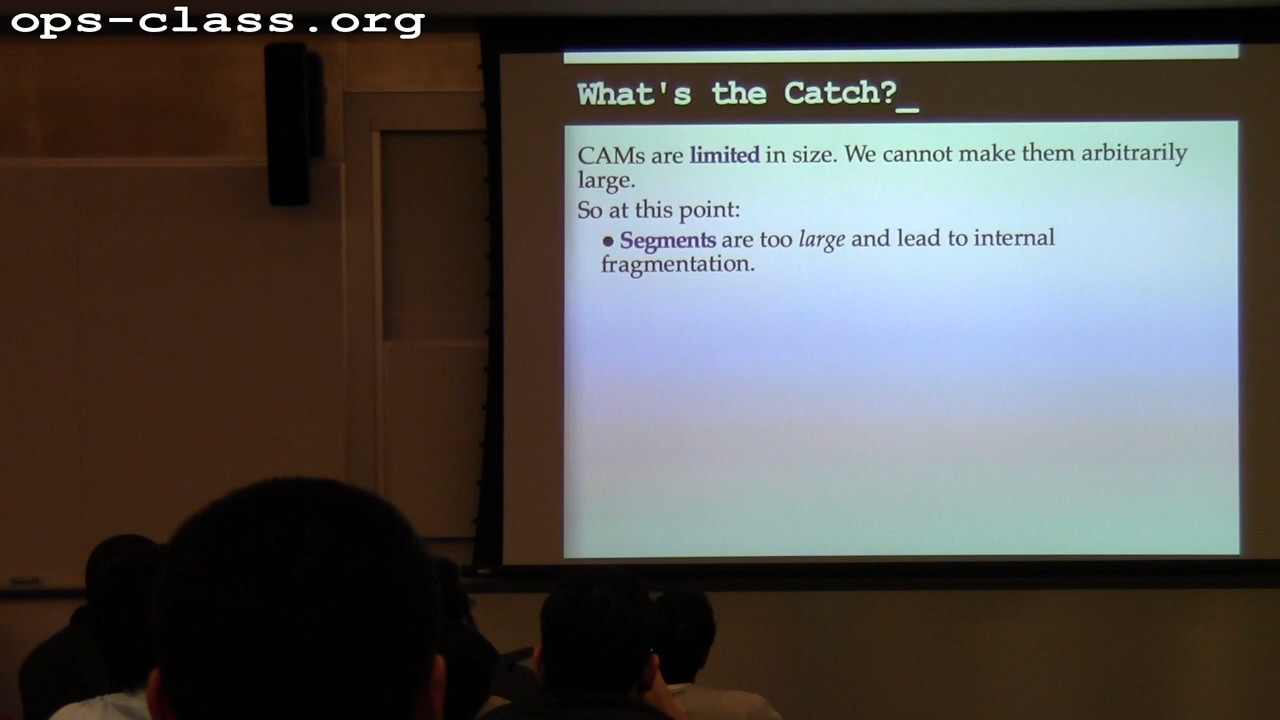 ops-class.org
What's the Catch?_
CAMs are limited in size. We cannot make them arbitrarily
large.
So at this point:
• Segments are too large and lead to internal
fragmentation.